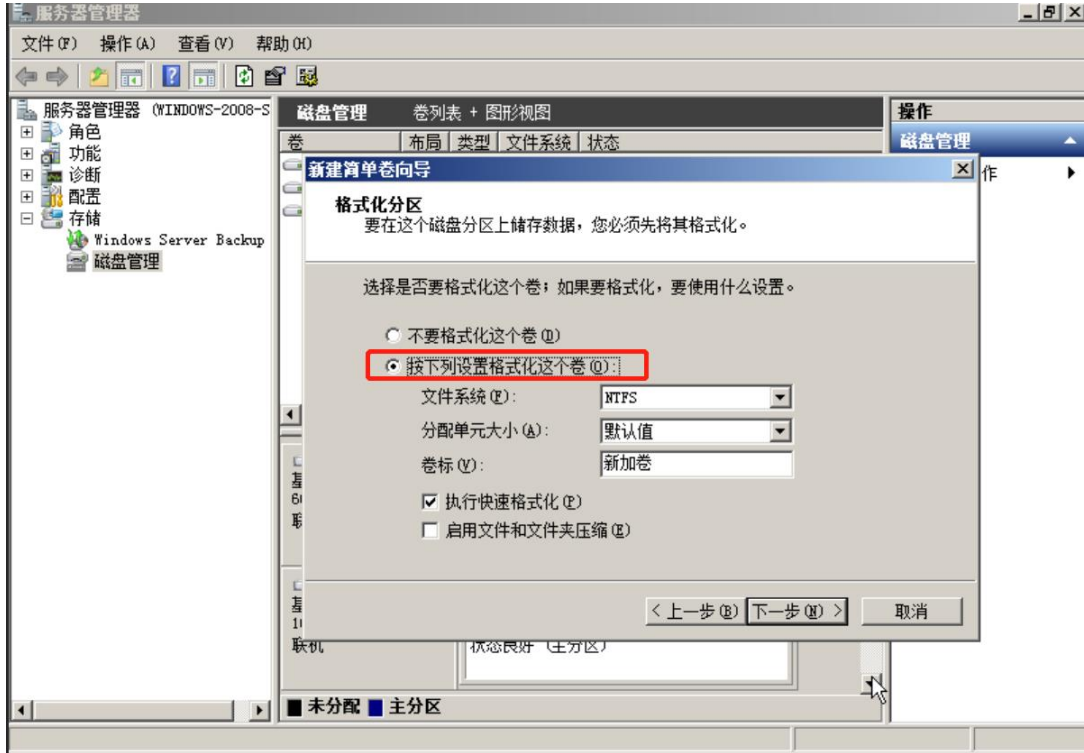 服务器管理器
文件(F) 操作(A) 查看(V) 帮助(H)
服务器管理器 (WINDOWS-2008-S
角色
功能
诊断
配置
存储
Windows Server Backup
磁盘管理
磁盘管理 卷列表 + 图形视图
卷 布局 类型 文件系统 状态
操作
磁盘管理
作
新建简单卷向导
格式化分区
要在这个磁盘分区上储存数据，您必须先将其格式化。
选择是否要格式化这个卷；如果要格式化，要使用什么设置。
不要格式化这个卷(D)
按下列设置格式化这个卷(O):
文件系统(F): NTFS
分配单元大小(A): 默认值
卷标(V): 新加卷
执行快速格式化(P)
启用文件和文件夹压缩(E)
< 上一步(B) 下一步(N) > 取消
联机
状态良好 (主分区)
未分配 主分区